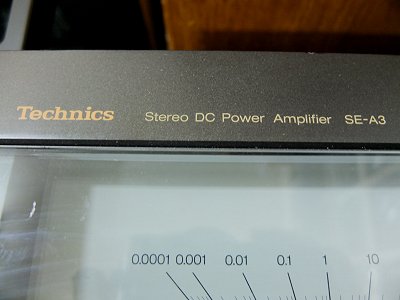 Technics Stereo DC Power Amplifier SE-A3
0.0001 0.001 0.01 0.1 1 10